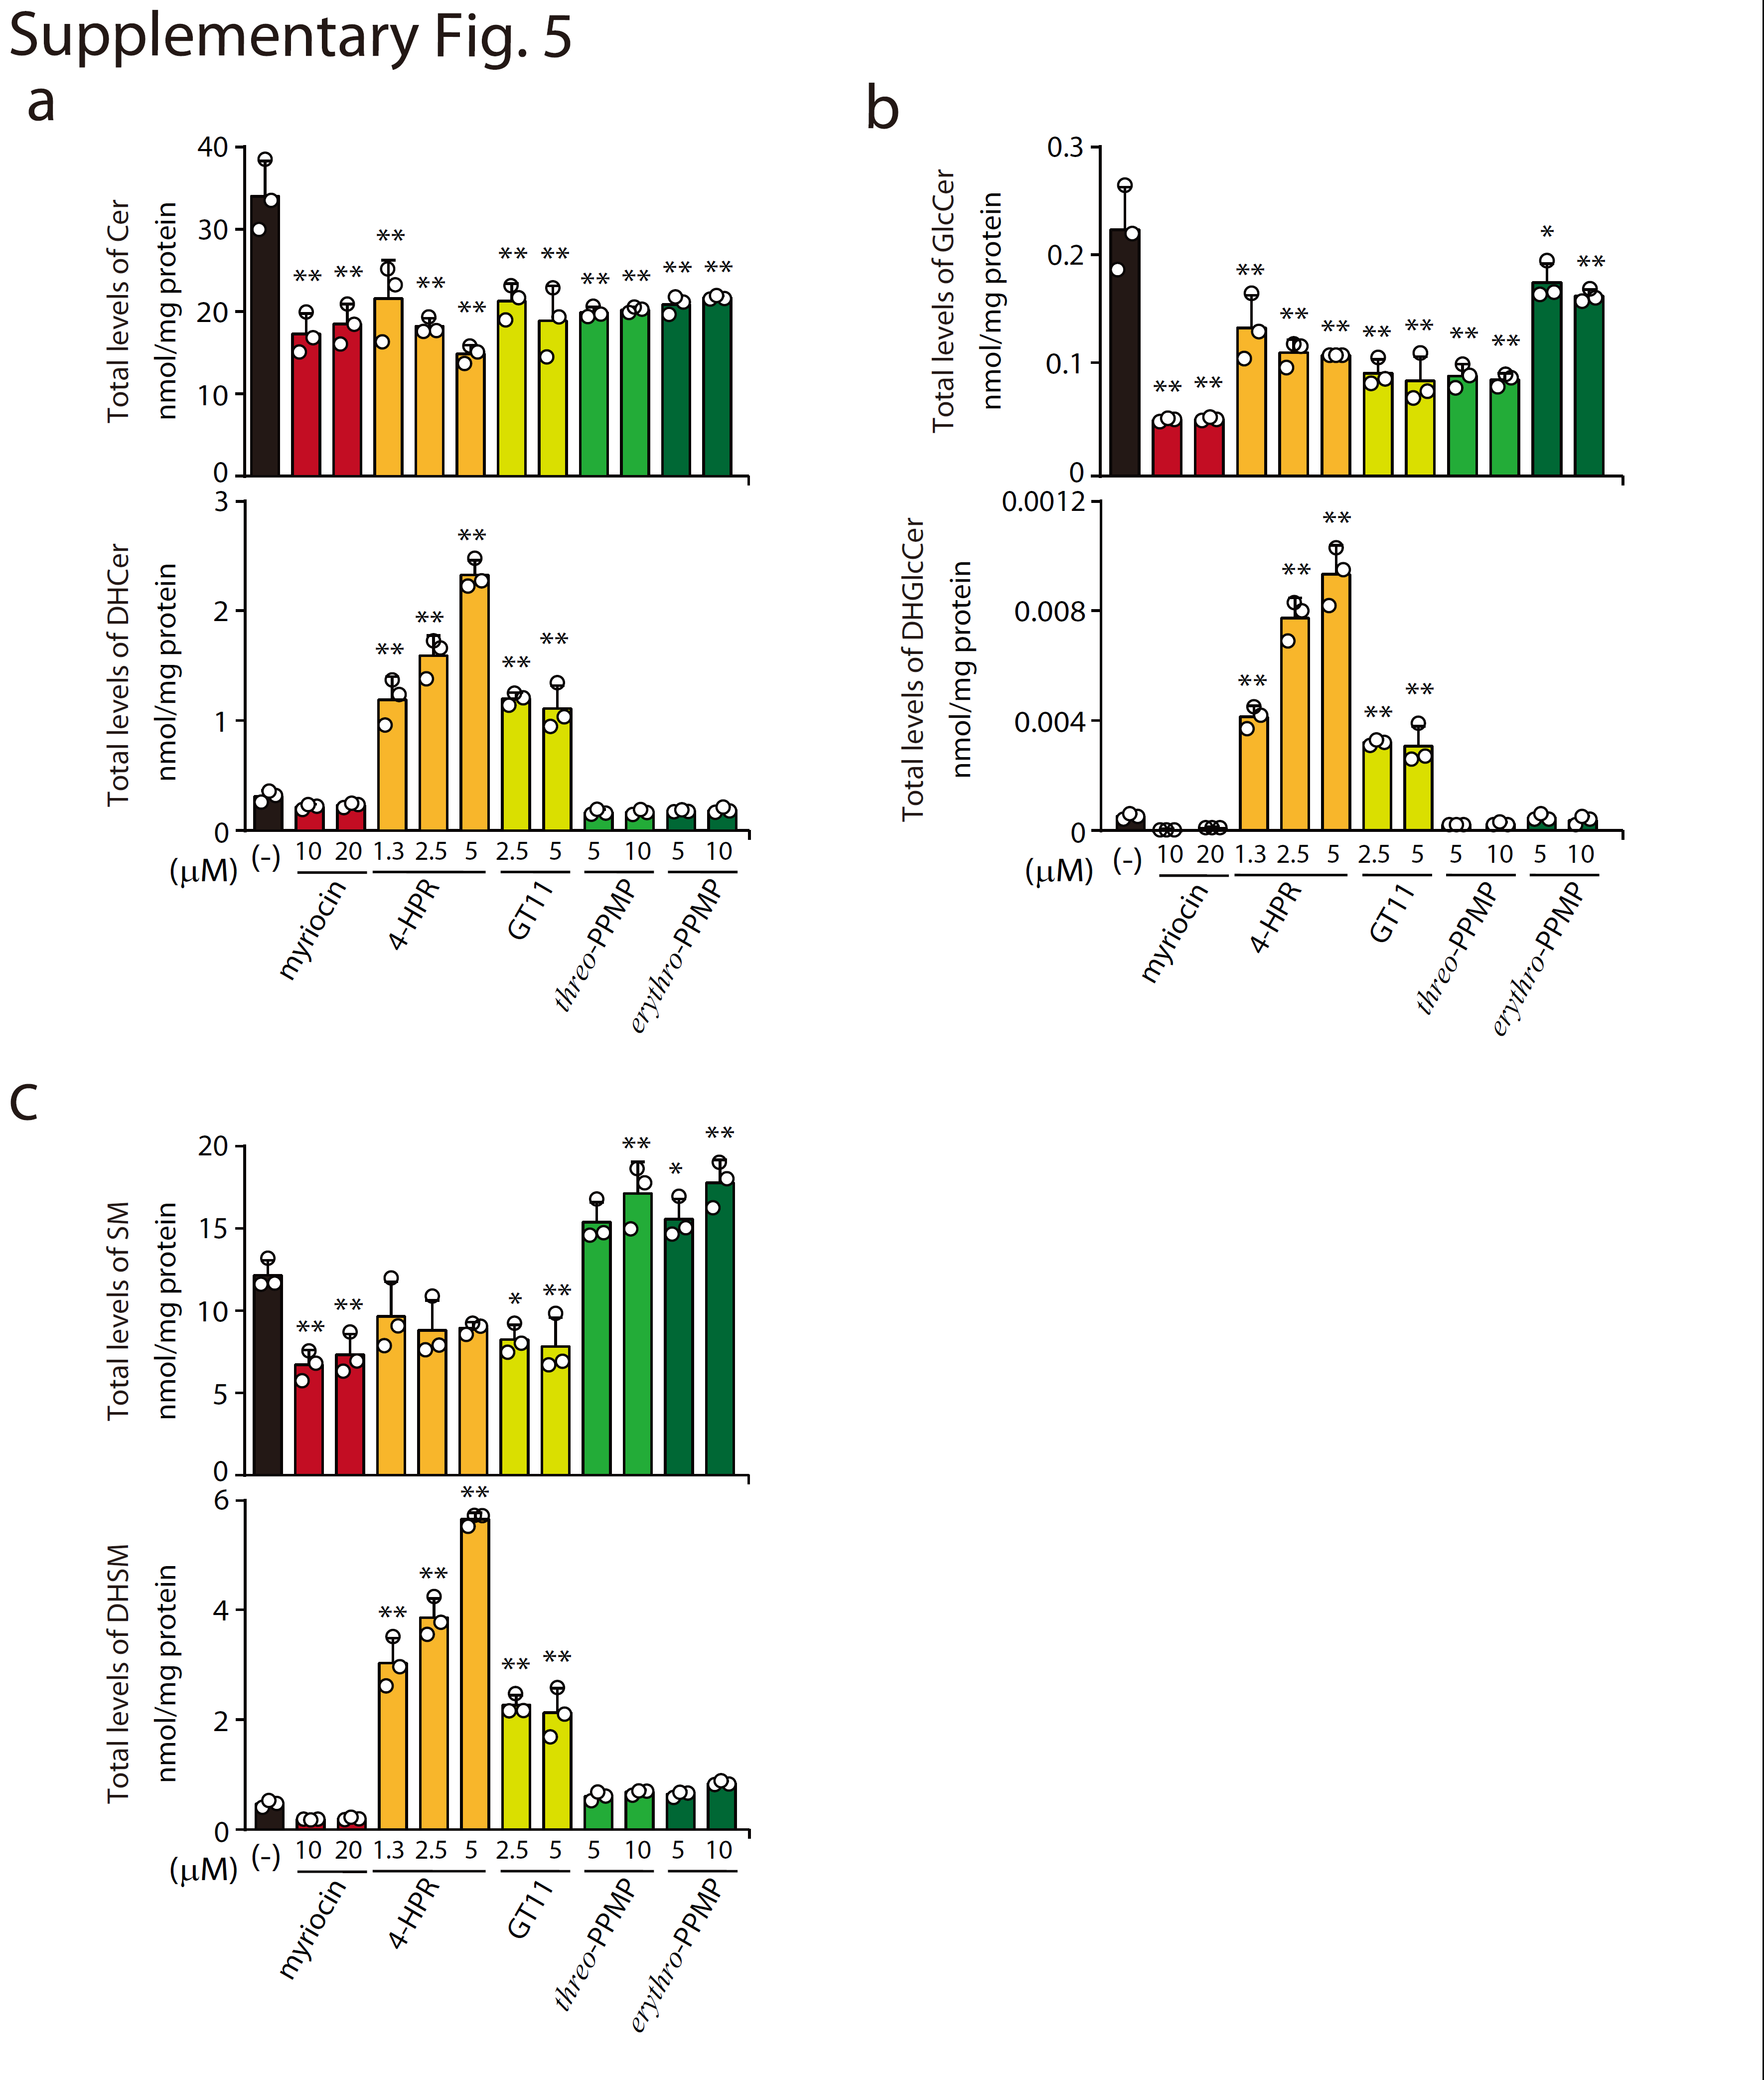 Supplementary Fig. 5
a
Total levels of Cer
nmol/mg protein
40
30
20
10
0
** ** ** ** ** ** ** ** ** ** **
Total levels of DHCer
nmol/mg protein
3
2
1
0
** ** ** ** **
(μM) (-) 10 20 1.3 2.5 5 2.5 5 5 10 5 10
myriocin
4-HPR
GT11
threo-PPMP
erythro-PPMP
b
Total levels of GlcCer
nmol/mg protein
0.3
0.2
0.1
0
** ** ** ** ** ** ** ** ** * **
Total levels of DHGlcCer
nmol/mg protein
0.0012
0.008
0.004
0
** ** ** ** **
(μM) (-) 10 20 1.3 2.5 5 2.5 5 5 10 5 10
myriocin
4-HPR
GT11
threo-PPMP
erythro-PPMP
c
Total levels of SM
nmol/mg protein
20
15
10
5
0
** ** * ** ** * **
Total levels of DHSM
nmol/mg protein
6
4
2
0
** ** ** ** **
(μM) (-) 10 20 1.3 2.5 5 2.5 5 5 10 5 10
myriocin
4-HPR
GT11
threo-PPMP
erythro-PPMP